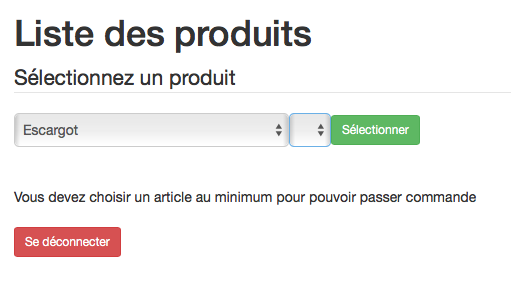 Liste des produits
Sélectionnez un produit
Escargot
Sélectionner
Vous devez choisir un article au minimum pour pouvoir passer commande
Se déconnecter